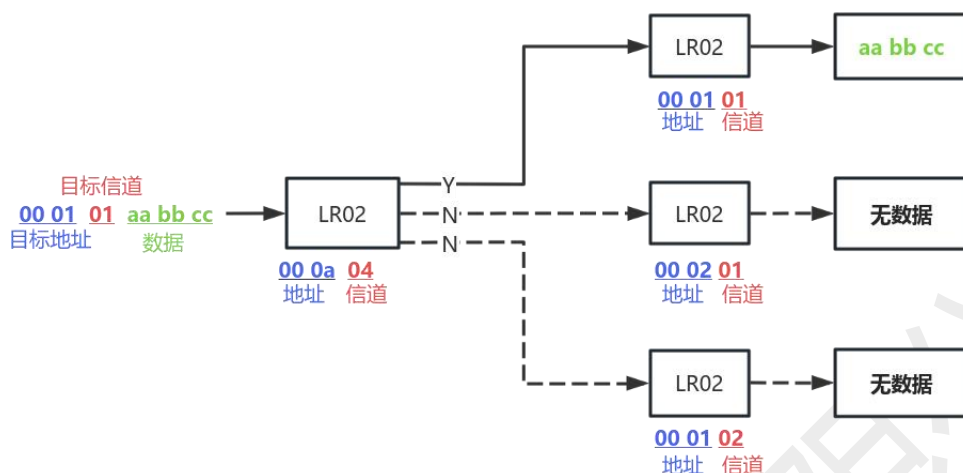 LR02
aa bb cc
00 01 01
地址 信道
目标信道
00 01 01 aa bb cc
目标地址 数据
LR02
Y
N
N
00 0a 04
地址 信道
LR02
无数据
00 02 01
地址 信道
LR02
无数据
00 01 02
地址 信道